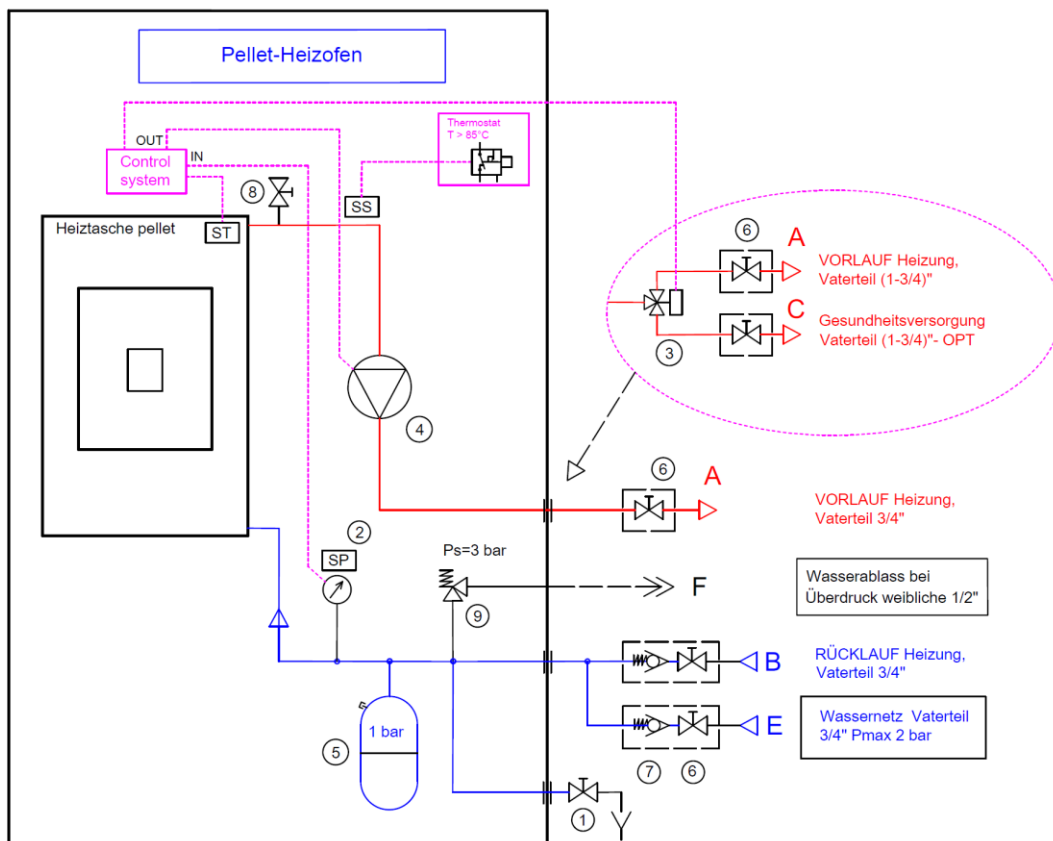 Pellet-Heizofen
OUT
IN
Control
system
Thermostat
T > 85°C
8
SS
Heiztasche pellet
ST
6
A
VORLAUF Heizung,
Vaterteil (1-3/4)"
C
Gesundheitsversorgung
Vaterteil (1-3/4)"- OPT
3
4
6
A
VORLAUF Heizung,
Vaterteil 3/4"
2
SP
Ps=3 bar
9
F
Wasserablass bei
Überdruck weibliche 1/2"
B
RÜCKLAUF Heizung,
Vaterteil 3/4"
1 bar
5
E
Wassernetz Vaterteil
3/4" Pmax 2 bar
7
6
1